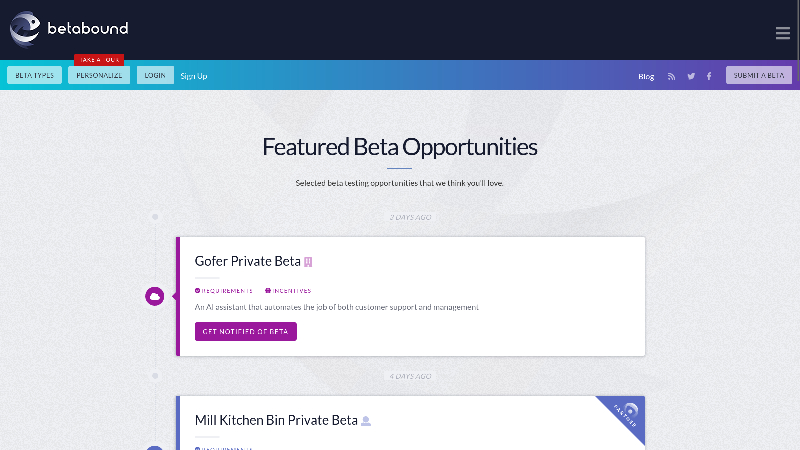 betabound
TAKE A TOUR
BETA TYPES
PERSONALIZE
LOGIN
Sign Up
Blog
SUBMIT A BETA
Featured Beta Opportunities
Selected beta testing opportunities that we think you'll love.
3 DAYS AGO
Gofer Private Beta
REQUIREMENTS
INCENTIVES
An AI assistant that automates the job of both customer support and management
GET NOTIFIED OF BETA
4 DAYS AGO
Mill Kitchen Bin Private Beta
PARTNER
REQUIREMENTS